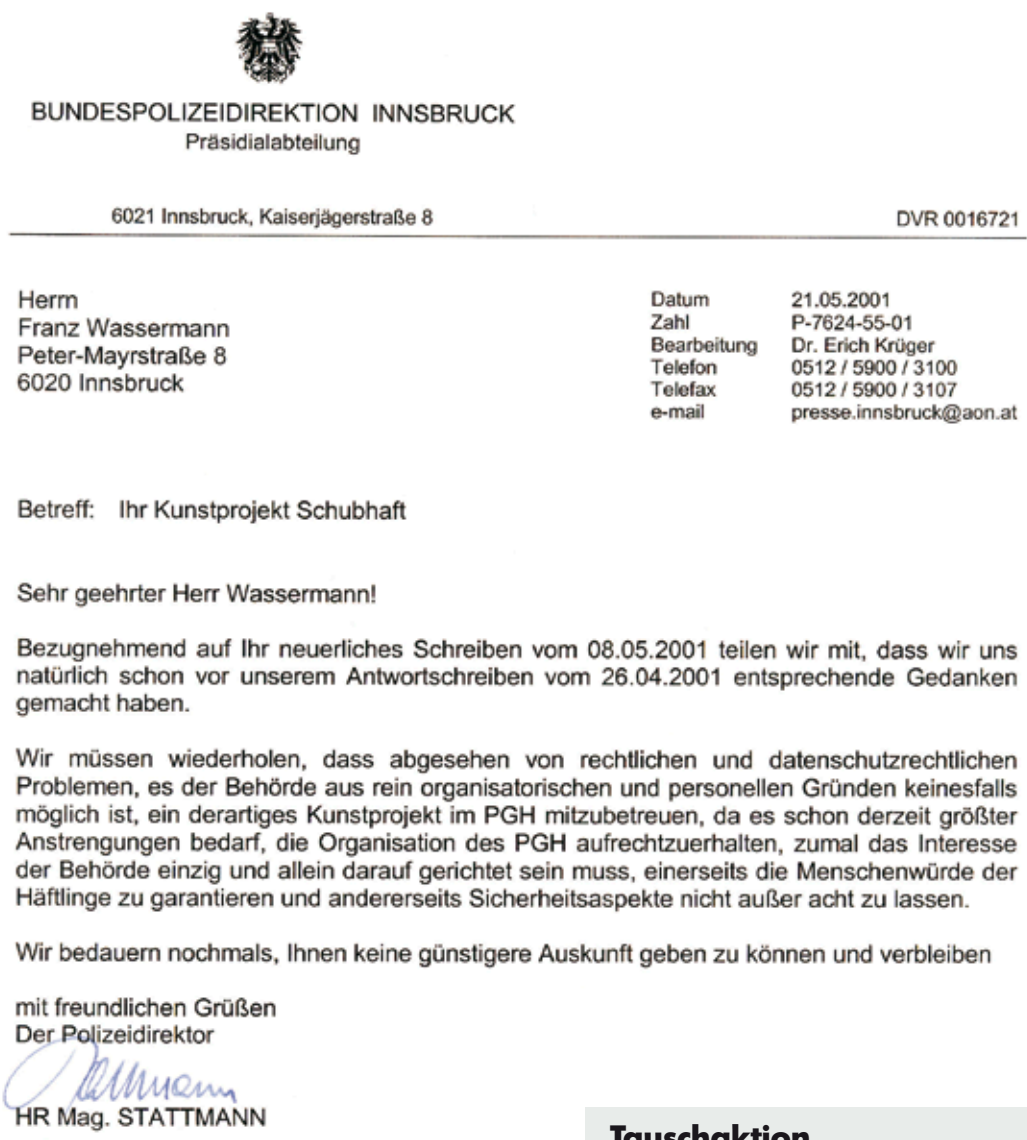 BUNDESPOLIZEIDIREKTION INNSBRUCK
Präsidialabteilung
6021 Innsbruck, Kaiserjägerstraße 8 DVR 0016721
Herrn
Franz Wassermann
Peter-Mayrstraße 8
6020 Innsbruck
Datum 21.05.2001
Zahl P-7624-55-01
Bearbeitung Dr. Erich Krüger
Telefon 0512 / 5900 / 3100
Telefax 0512 / 5900 / 3107
e-mail presse.innsbruck@aon.at
Betreff: Ihr Kunstprojekt Schubhaft
Sehr geehrter Herr Wassermann!
Bezugnehmend auf Ihr neuerliches Schreiben vom 08.05.2001 teilen wir mit, dass wir uns
natürlich schon vor unserem Antwortschreiben vom 26.04.2001 entsprechende Gedanken
gemacht haben.
Wir müssen wiederholen, dass abgesehen von rechtlichen und datenschutzrechtlichen
Problemen, es der Behörde aus rein organisatorischen und personellen Gründen keinesfalls
möglich ist, ein derartiges Kunstprojekt im PGH mitzubetreuen, da es schon derzeit größter
Anstrengungen bedarf, die Organisation des PGH aufrechtzuerhalten, zumal das Interesse
der Behörde einzig und allein darauf gerichtet sein muss, einerseits die Menschenwürde der
Häftlinge zu garantieren und andererseits Sicherheitsaspekte nicht außer acht zu lassen.
Wir bedauern nochmals, Ihnen keine günstigere Auskunft geben zu können und verbleiben
mit freundlichen Grüßen
Der Polizeidirektor
HR Mag. STATTMANN
Tauschaktion